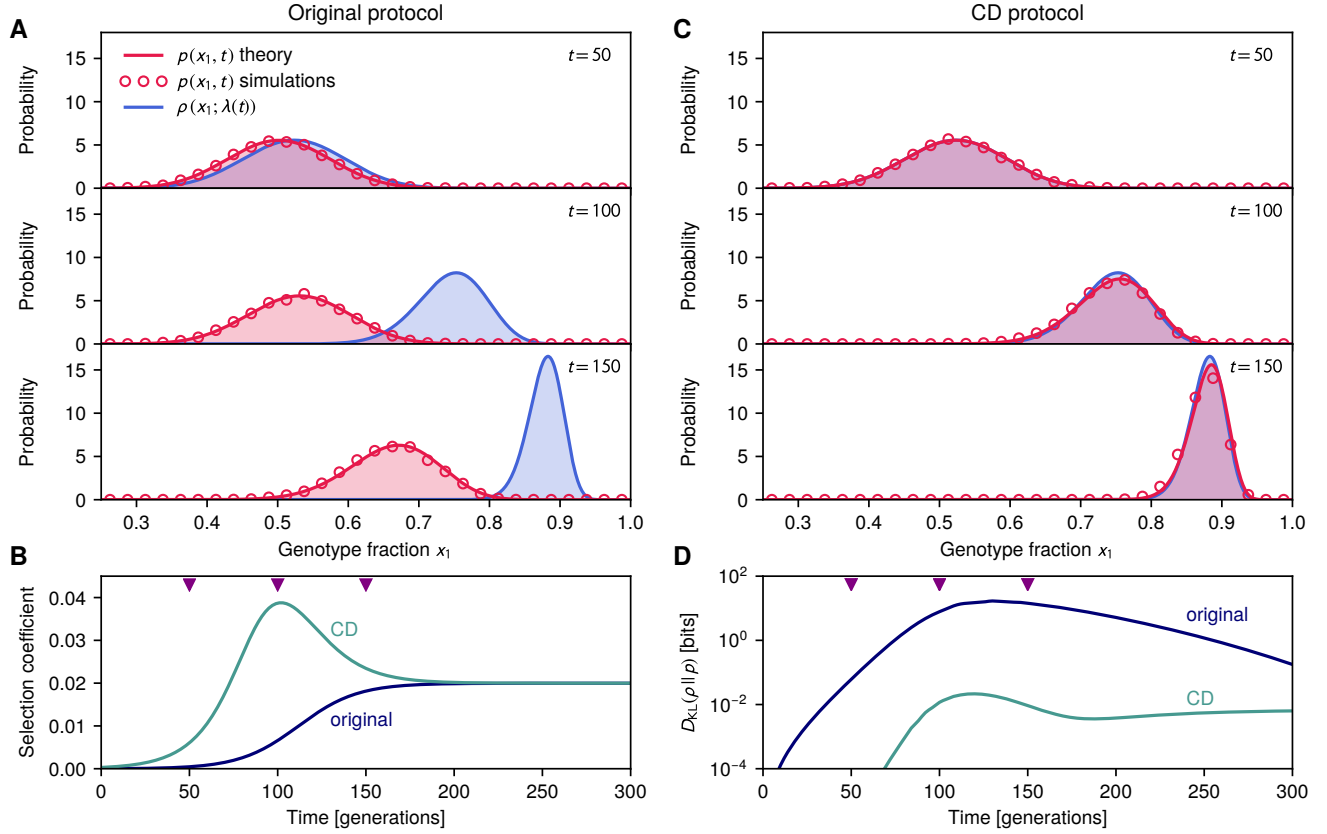 Original protocol
A
t = 50
p(x₁, t) theory
p(x₁, t) simulations
ρ(x₁; λ(t))
Probability
15
10
5
0
t = 100
Probability
15
10
5
0
t = 150
Probability
15
10
5
0
0.3 0.4 0.5 0.6 0.7 0.8 0.9 1.0
Genotype fraction x₁
B
Selection coefficient
0.04
0.03
0.02
0.01
0.00
CD
original
0 50 100 150 200 250 300
Time [generations]
CD protocol
C
t = 50
Probability
15
10
5
0
t = 100
Probability
15
10
5
0
t = 150
Probability
15
10
5
0
0.3 0.4 0.5 0.6 0.7 0.8 0.9 1.0
Genotype fraction x₁
D
D_KL(ρ || p) [bits]
10²
10⁰
10⁻²
10⁻⁴
original
CD
0 50 100 150 200 250 300
Time [generations]